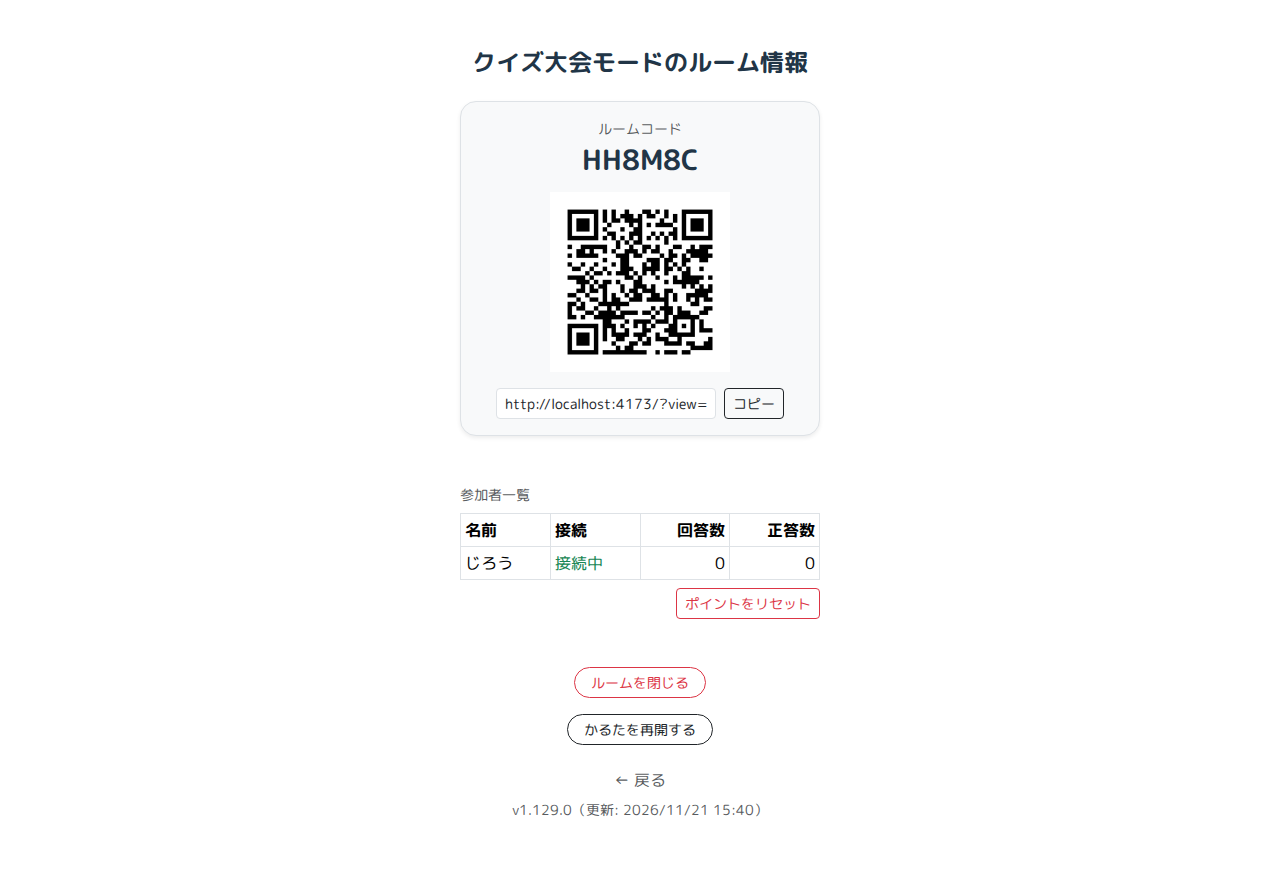 クイズ大会モードのルーム情報
ルームコード
HH8M8C
http://localhost:4173/?view= コピー
参加者一覧
名前 接続 回答数 正答数
じろう 接続中 0 0
ポイントをリセット
ルームを閉じる
かるたを再開する
← 戻る
v1.129.0（更新: 2026/11/21 15:40）